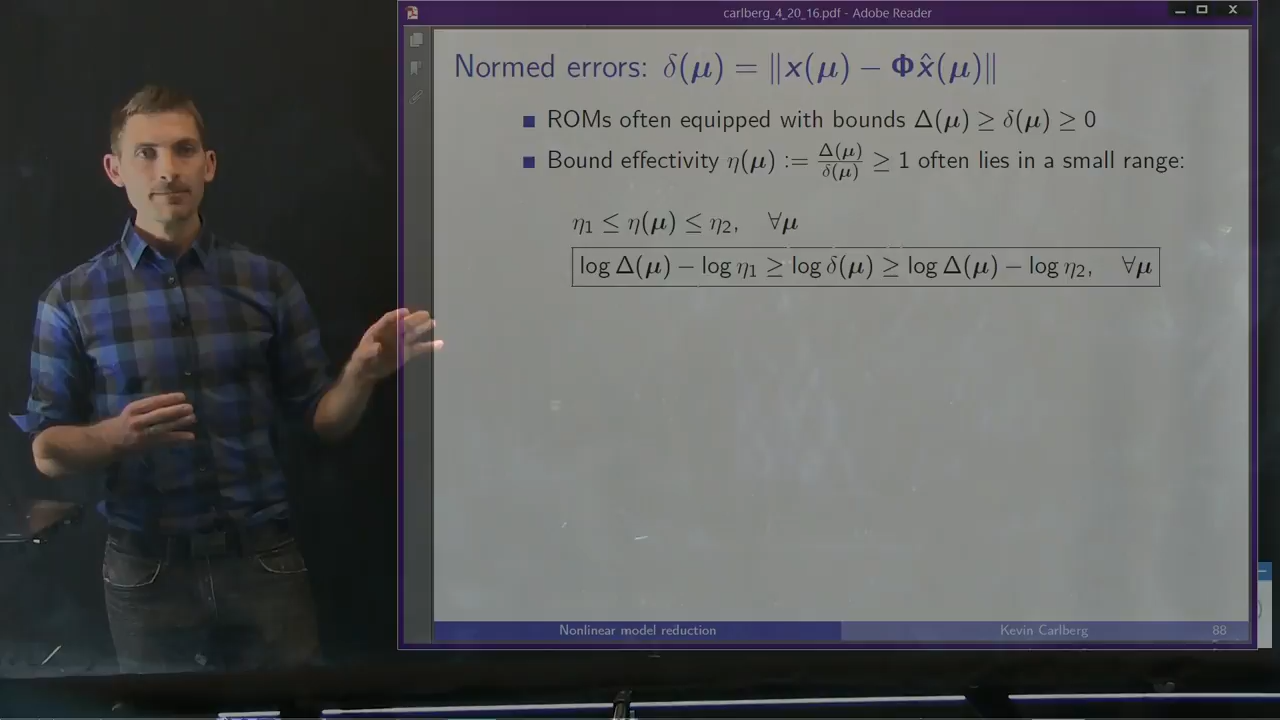 carlberg_4_20_16.pdf - Adobe Reader
Normed errors: δ(μ) = ‖x(μ) − Φx̂(μ)‖
ROMs often equipped with bounds Δ(μ) ≥ δ(μ) ≥ 0
Bound effectivity η(μ) := Δ(μ)/δ(μ) ≥ 1 often lies in a small range:
η₁ ≤ η(μ) ≤ η₂, ∀μ
log Δ(μ) − log η₁ ≥ log δ(μ) ≥ log Δ(μ) − log η₂, ∀μ
Nonlinear model reduction Kevin Carlberg 88